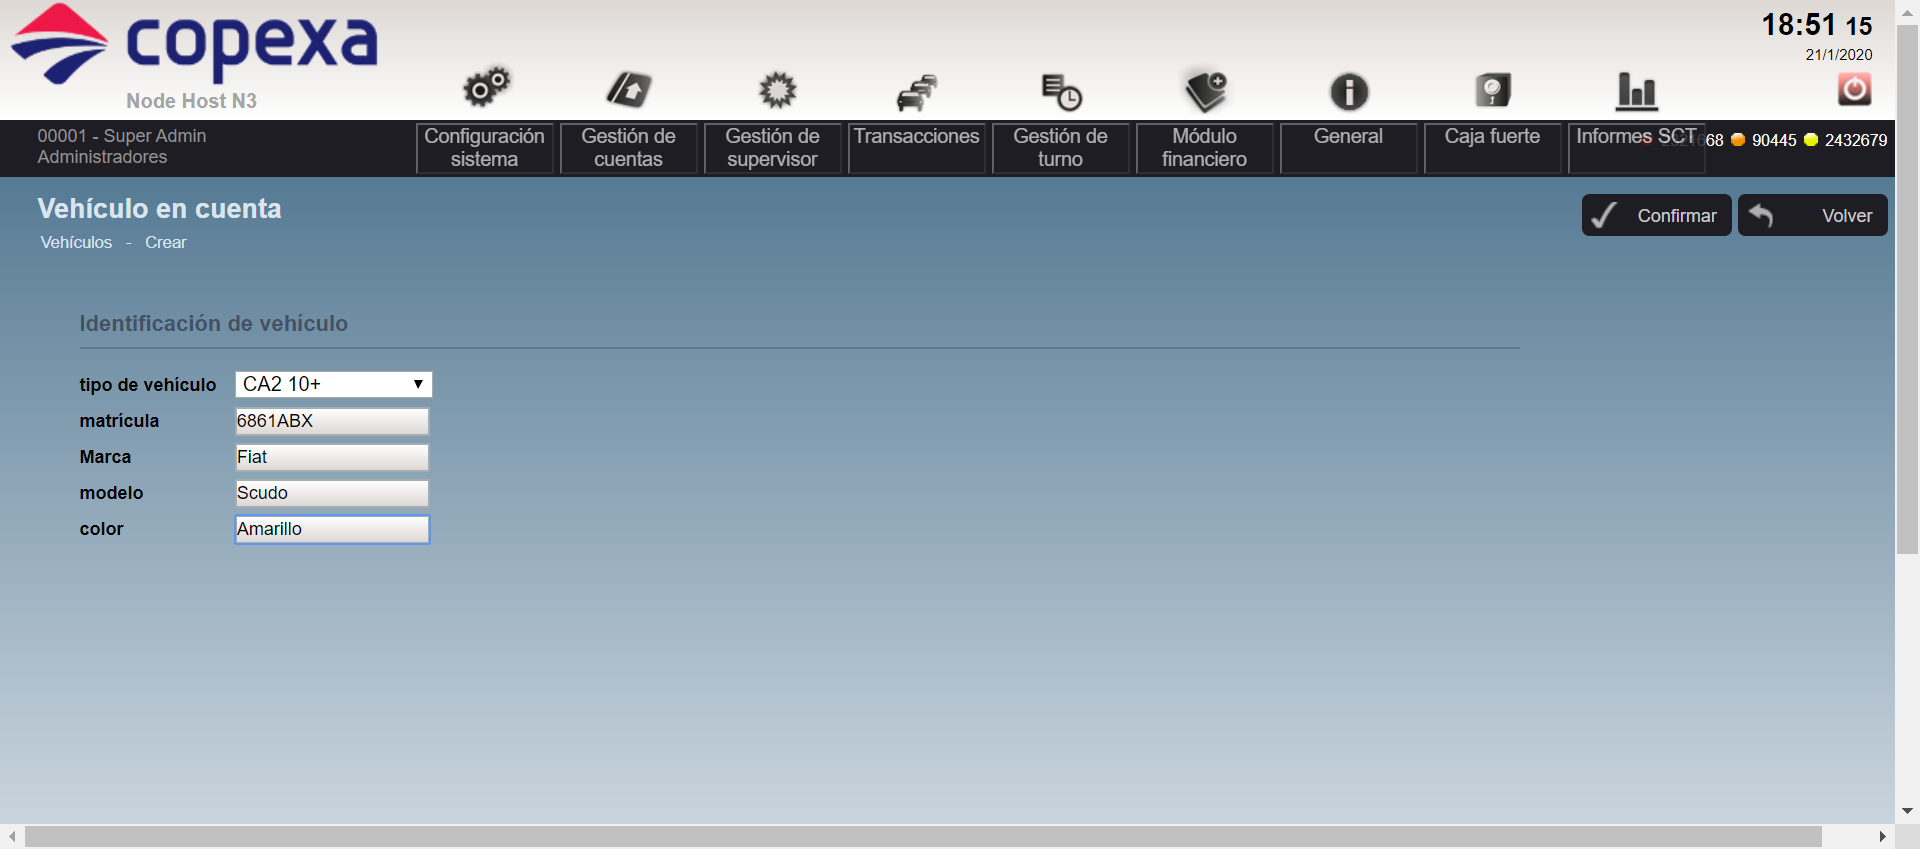 copexa
Node Host N3
18:51 15
21/1/2020
00001 - Super Admin
Administradores
Configuración
sistema
Gestión de
cuentas
Gestión de
supervisor
Transacciones
Gestión de
turno
Módulo
financiero
General
Caja fuerte
Informes SCT
68 90445 2432679
Vehículo en cuenta
Vehículos - Crear
Confirmar
Volver
Identificación de vehículo
tipo de vehículo CA2 10+
matrícula 6861ABX
Marca Fiat
modelo Scudo
color Amarillo